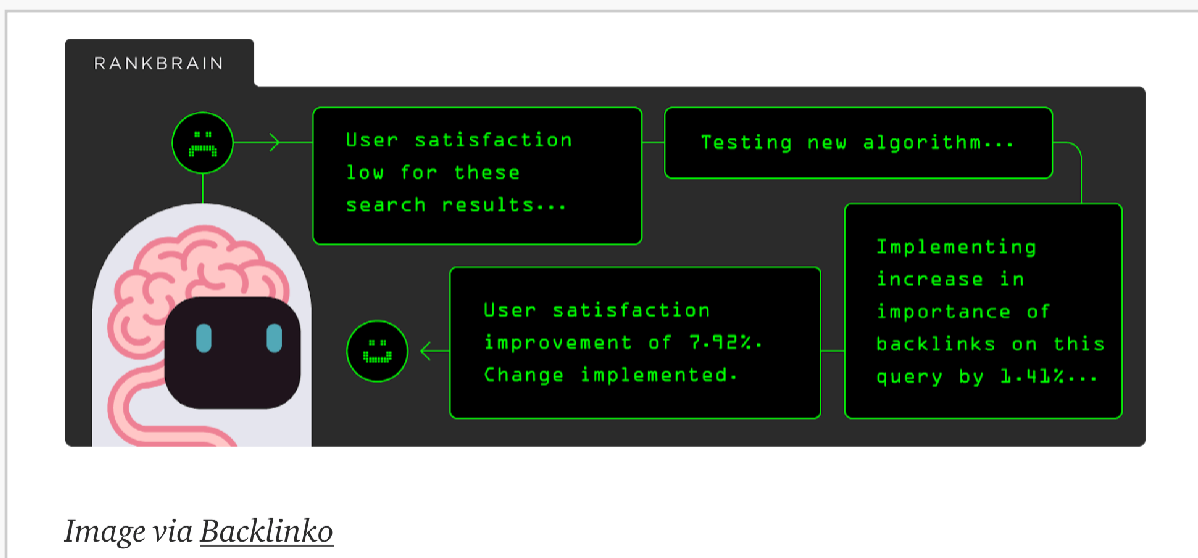 RANKBRAIN
User satisfaction
low for these
search results...
Testing new algorithm...
Implementing
increase in
importance of
backlinks on this
query by 1.41%...
User satisfaction
improvement of 7.92%.
Change implemented.
Image via Backlinko